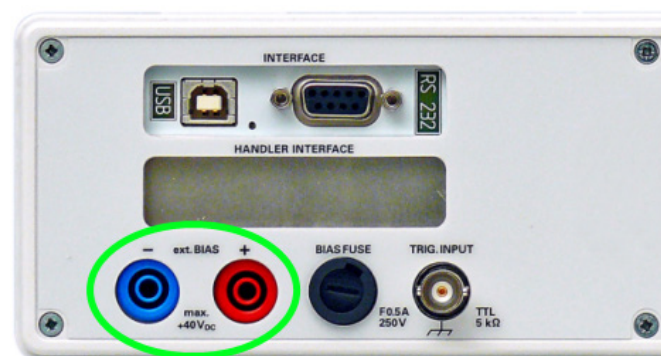 INTERFACE
USB
RS 232
HANDLER INTERFACE
− ext. BIAS +
max.
+40VDC
BIAS FUSE
F0.5A
250V
TRIG. INPUT
TTL
5 kΩ